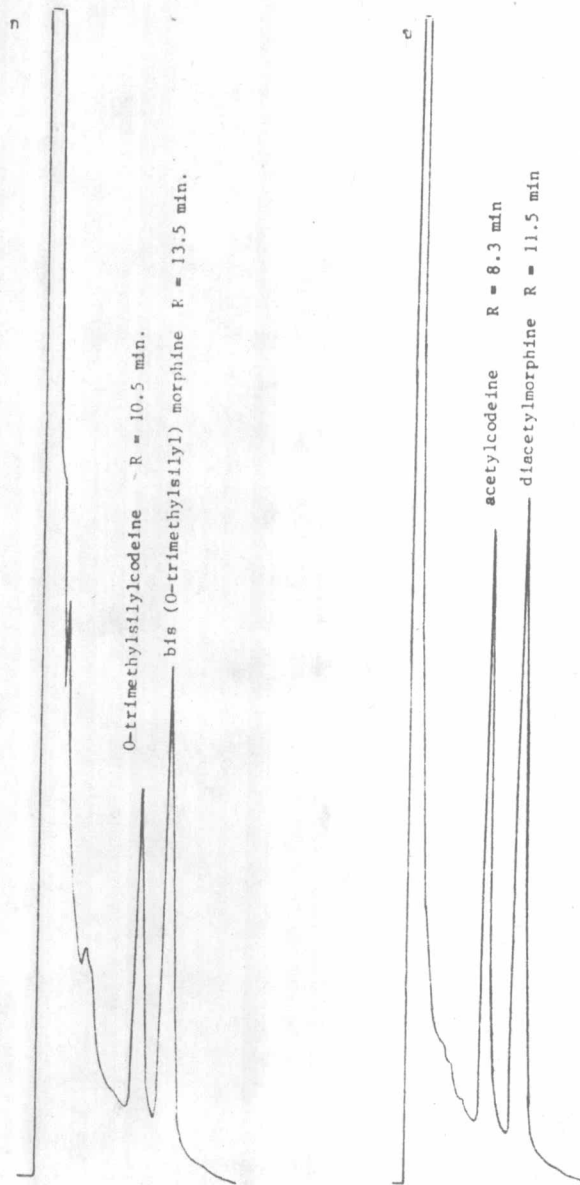 O-trimethylsilylcodeine R = 10.5 min.
bis (O-trimethylsilyl) morphine R = 13.5 min.
acetylcodeine R = 8.3 min
diacetylmorphine R = 11.5 min